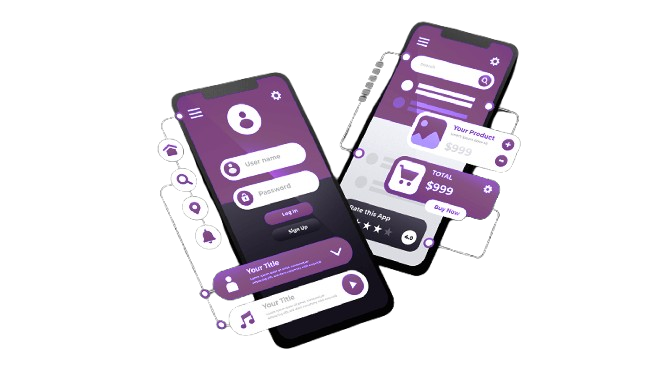 User name
Password
Log in
Sign Up
Your Title
Your Title
Your Product
$999
TOTAL
$999
Buy Now
Rate this App
4.0